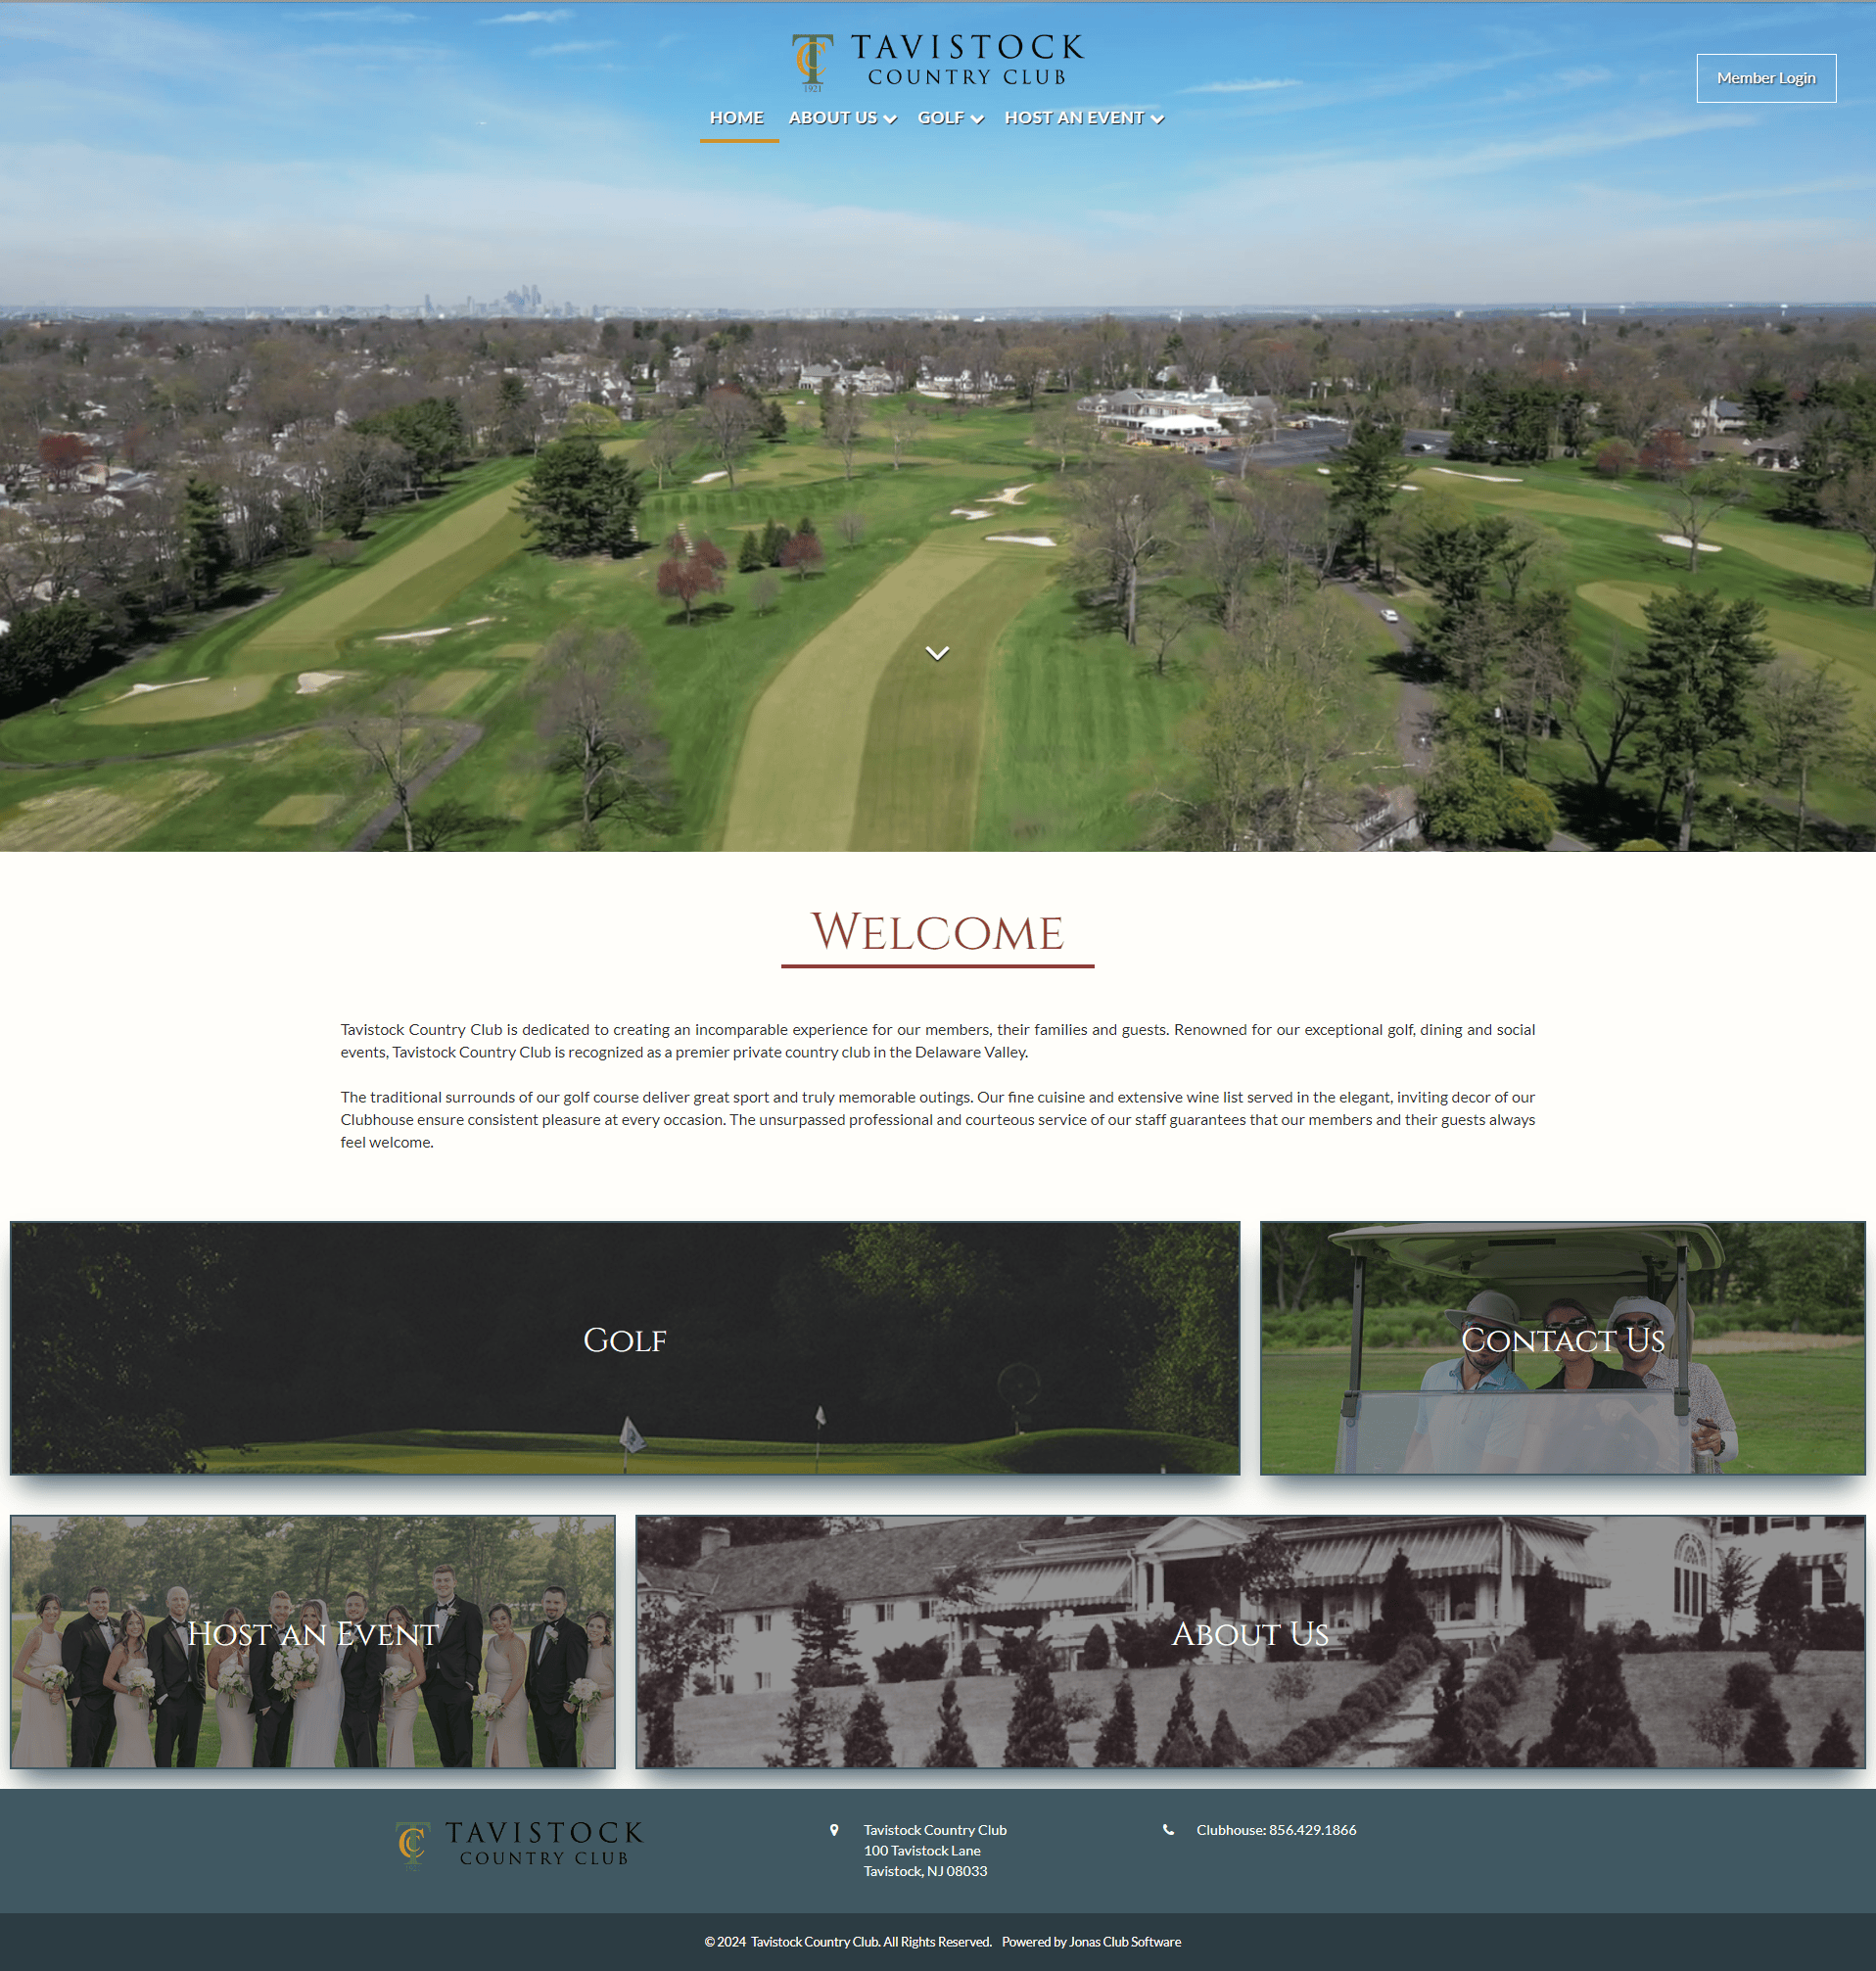 TAVISTOCK
COUNTRY CLUB
1921
Member Login
HOME ABOUT US GOLF HOST AN EVENT
Welcome
Tavistock Country Club is dedicated to creating an incomparable experience for our members, their families and guests. Renowned for our exceptional golf, dining and social
events, Tavistock Country Club is recognized as a premier private country club in the Delaware Valley.
The traditional surrounds of our golf course deliver great sport and truly memorable outings. Our fine cuisine and extensive wine list served in the elegant, inviting decor of our
Clubhouse ensure consistent pleasure at every occasion. The unsurpassed professional and courteous service of our staff guarantees that our members and their guests always
feel welcome.
Golf
Contact Us
Host an Event
About Us
TAVISTOCK
COUNTRY CLUB
1921
Tavistock Country Club
100 Tavistock Lane
Tavistock, NJ 08033
Clubhouse: 856.429.1866
© 2024 Tavistock Country Club. All Rights Reserved. Powered by Jonas Club Software